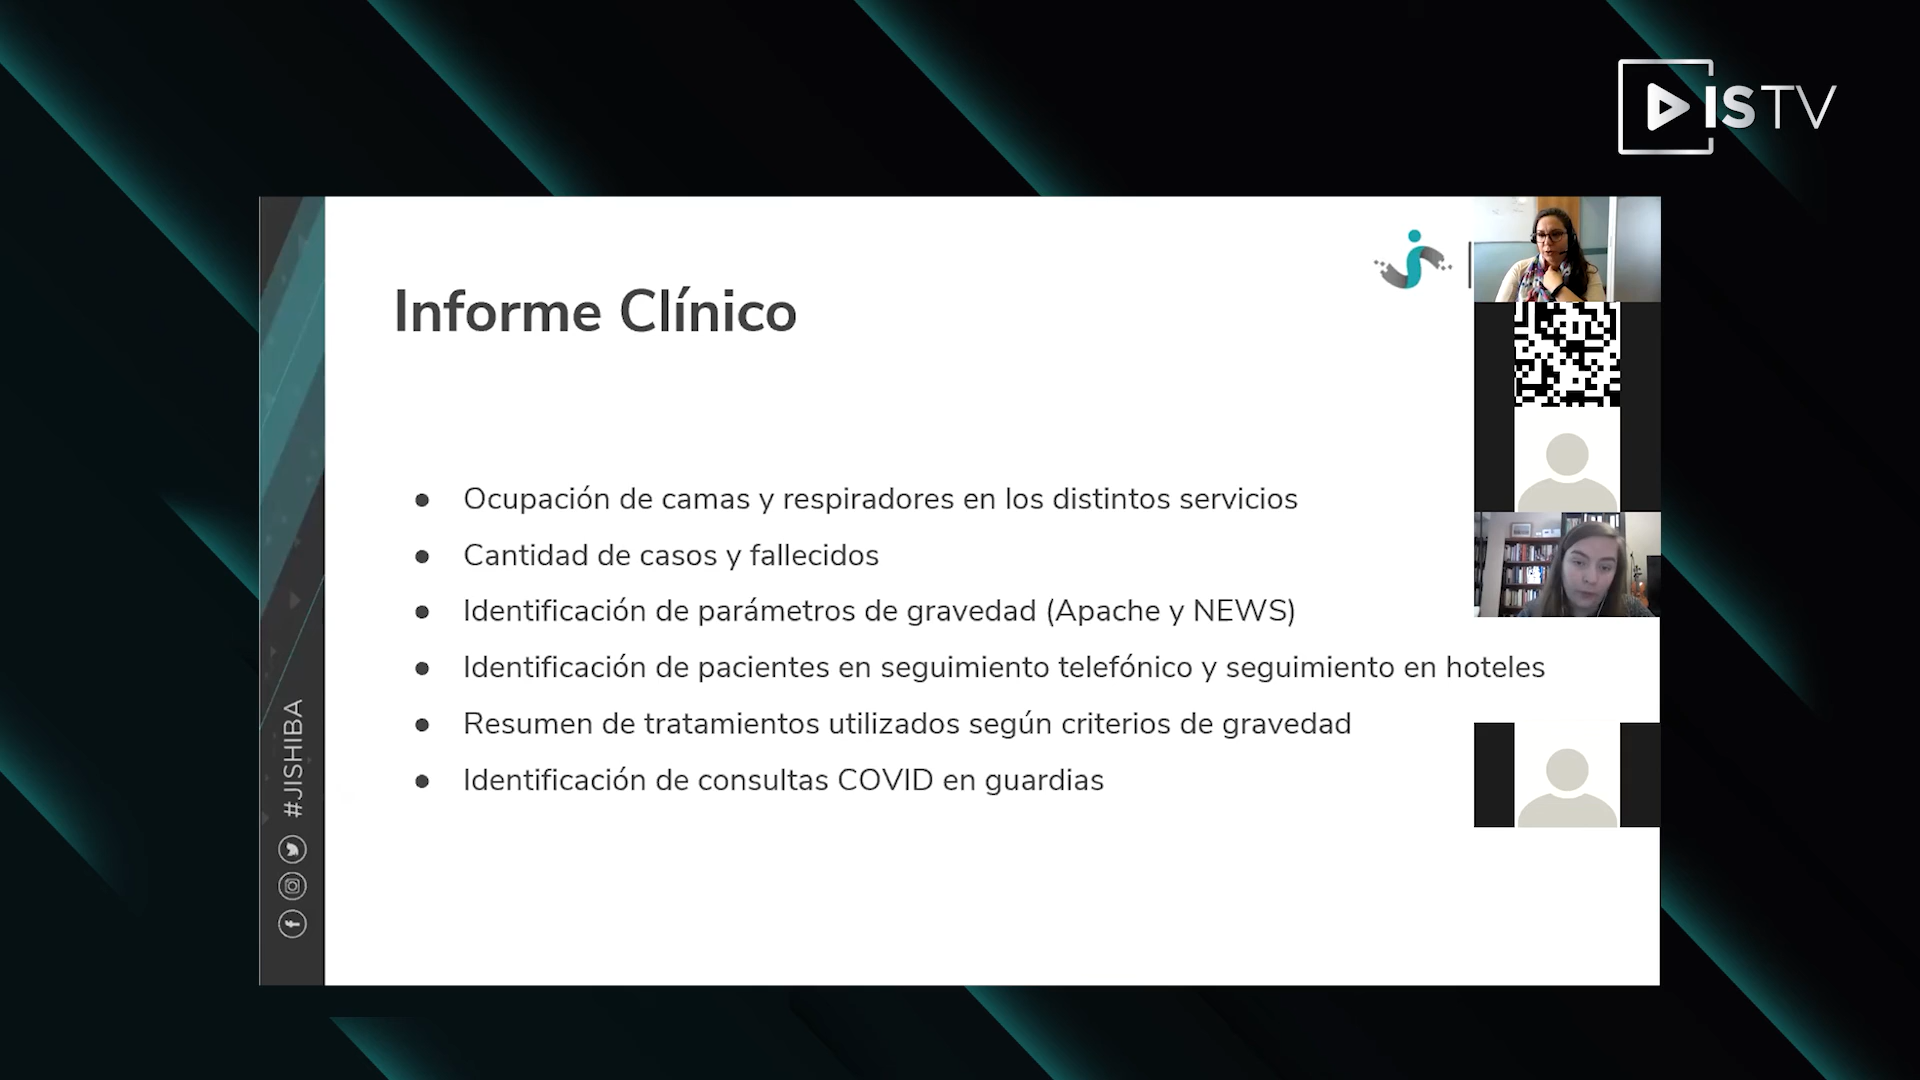 ISTV
Informe Clínico
Ocupación de camas y respiradores en los distintos servicios
Cantidad de casos y fallecidos
Identificación de parámetros de gravedad (Apache y NEWS)
Identificación de pacientes en seguimiento telefónico y seguimiento en hoteles
Resumen de tratamientos utilizados según criterios de gravedad
Identificación de consultas COVID en guardias
#JISHIBA